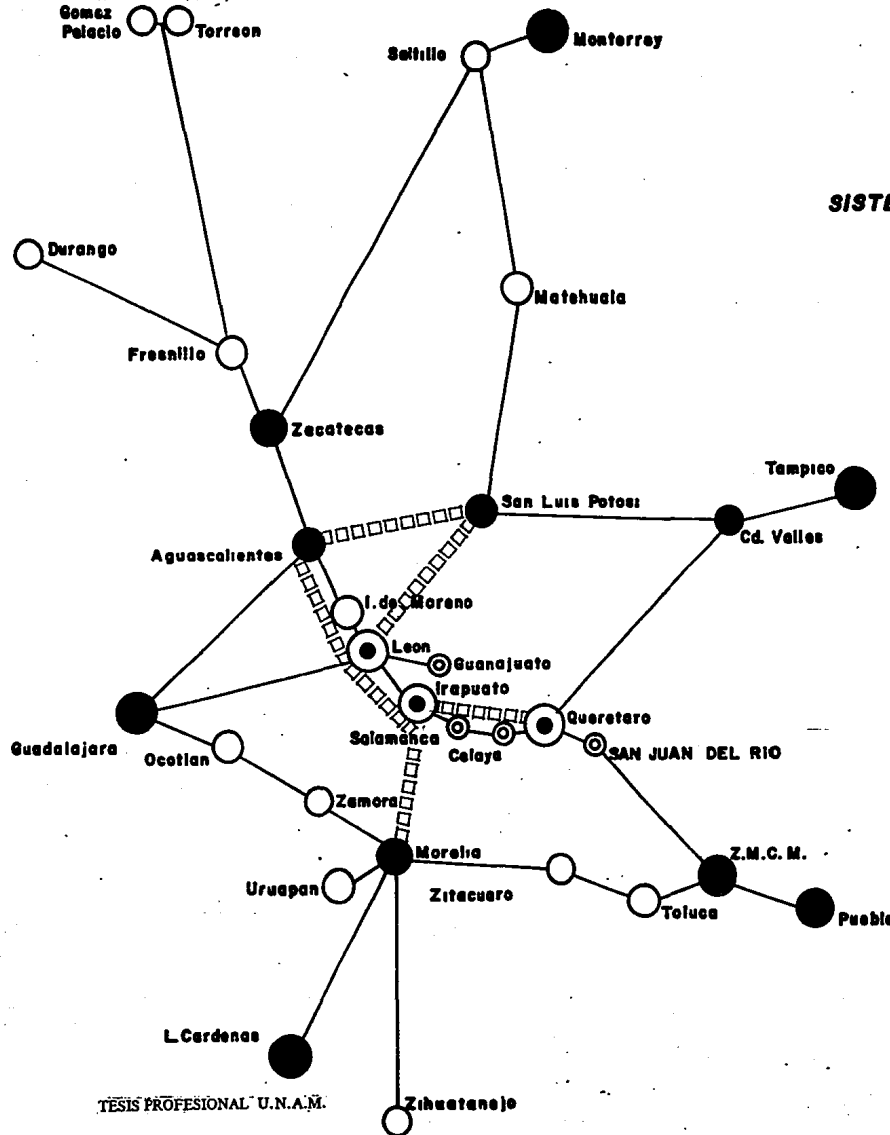 Gomez
Palacio
Torreon
Saltillo
Monterrey
SISTE
Durango
Matehuala
Fresnillo
Zacatecas
Tampico
San Luis Potosi
Cd. Valles
Aguascalientes
I. de Moreno
Leon
Guanajuato
Irapuato
Queretaro
Salamanca
Celaya
SAN JUAN DEL RIO
Guadalajara
Ocotlan
Zamora
Morelia
Z.M.C.M.
Uruapan
Zitacuaro
Toluca
Puebla
L. Cardenas
TESIS PROFESIONAL U.N.A.M.
Zihuatanejo